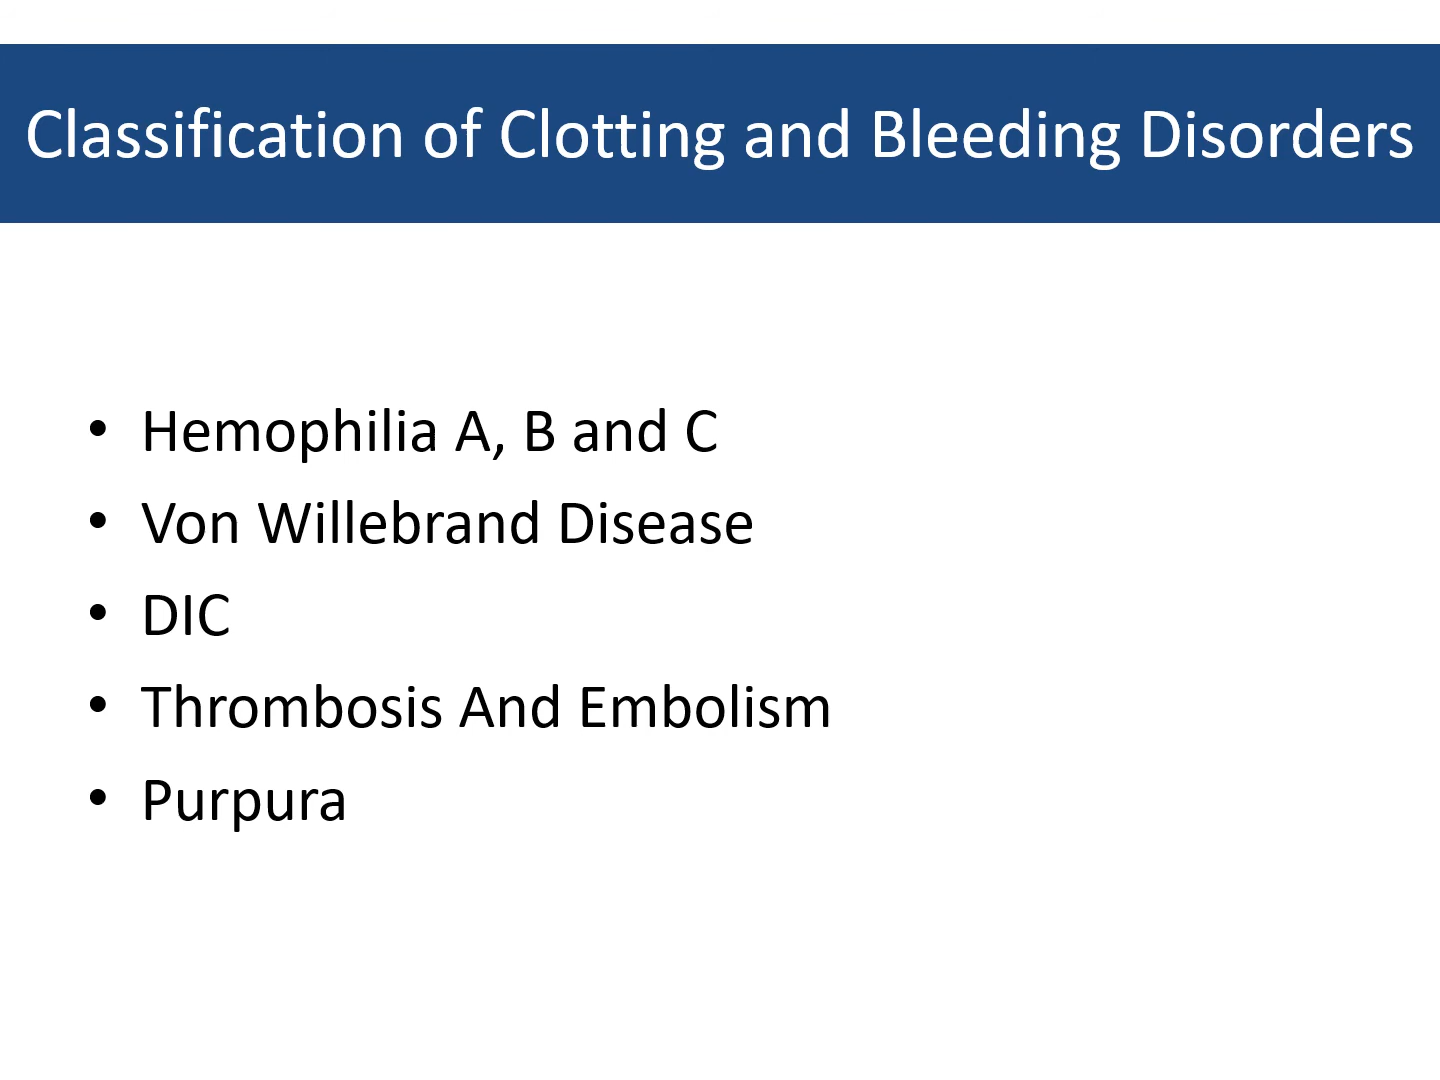 Classification of Clotting and Bleeding Disorders
• Hemophilia A, B and C
• Von Willebrand Disease
• DIC
• Thrombosis And Embolism
• Purpura